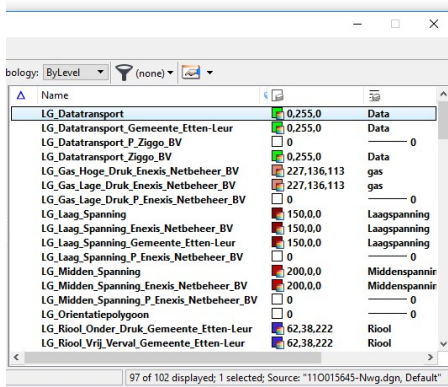 bology: ByLevel (none)
Name
LG_Datatransport 0,255,0 Data
LG_Datatransport_Gemeente_Etten-Leur 0,255,0 Data
LG_Datatransport_P_Ziggo_BV 0 0
LG_Datatransport_Ziggo_BV 0,255,0 Data
LG_Gas_Hoge_Druk_Enexis_Netbeheer_BV 227,136,113 gas
LG_Gas_Lage_Druk_Enexis_Netbeheer_BV 227,136,113 gas
LG_Gas_Lage_Druk_P_Enexis_Netbeheer_BV 0 0
LG_Laag_Spanning 150,0,0 Laagspanning
LG_Laag_Spanning_Enexis_Netbeheer_BV 150,0,0 Laagspanning
LG_Laag_Spanning_Gemeente_Etten-Leur 150,0,0 Laagspanning
LG_Laag_Spanning_P_Enexis_Netbeheer_BV 0 0
LG_Midden_Spanning 200,0,0 Middenspannin
LG_Midden_Spanning_Enexis_Netbeheer_BV 200,0,0 Middenspannin
LG_Midden_Spanning_P_Enexis_Netbeheer_BV 0 0
LG_Orientatiepolygoon 0 0
LG_Riool_Onder_Druk_Gemeente_Etten-Leur 62,38,222 Riool
LG_Riool_Vrij_Verval_Gemeente_Etten-Leur 62,38,222 Riool
97 of 102 displayed; 1 selected; Source: "11O015645-Nwg.dgn, Default"